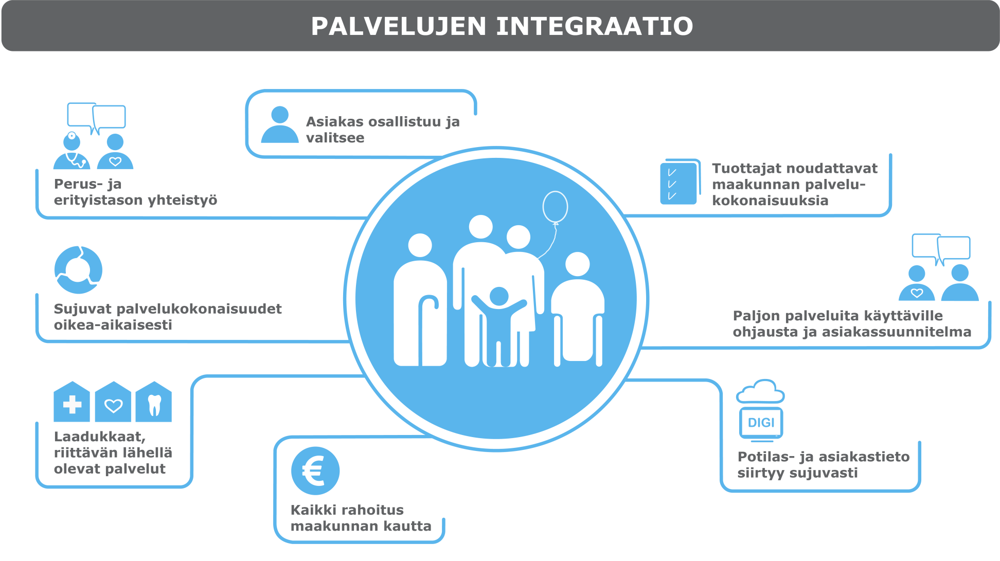 PALVELUJEN INTEGRAATIO
Asiakas osallistuu ja
valitsee
Perus- ja
erityistason yhteistyö
Tuottajat noudattavat
maakunnan palvelu-
kokonaisuuksia
Sujuvat palvelukokonaisuudet
oikea-aikaisesti
Paljon palveluita käyttäville
ohjausta ja asiakassuunnitelma
Laadukkaat,
riittävän lähellä
olevat palvelut
DIGI
Potilas- ja asiakastieto
siirtyy sujuvasti
€
Kaikki rahoitus
maakunnan kautta